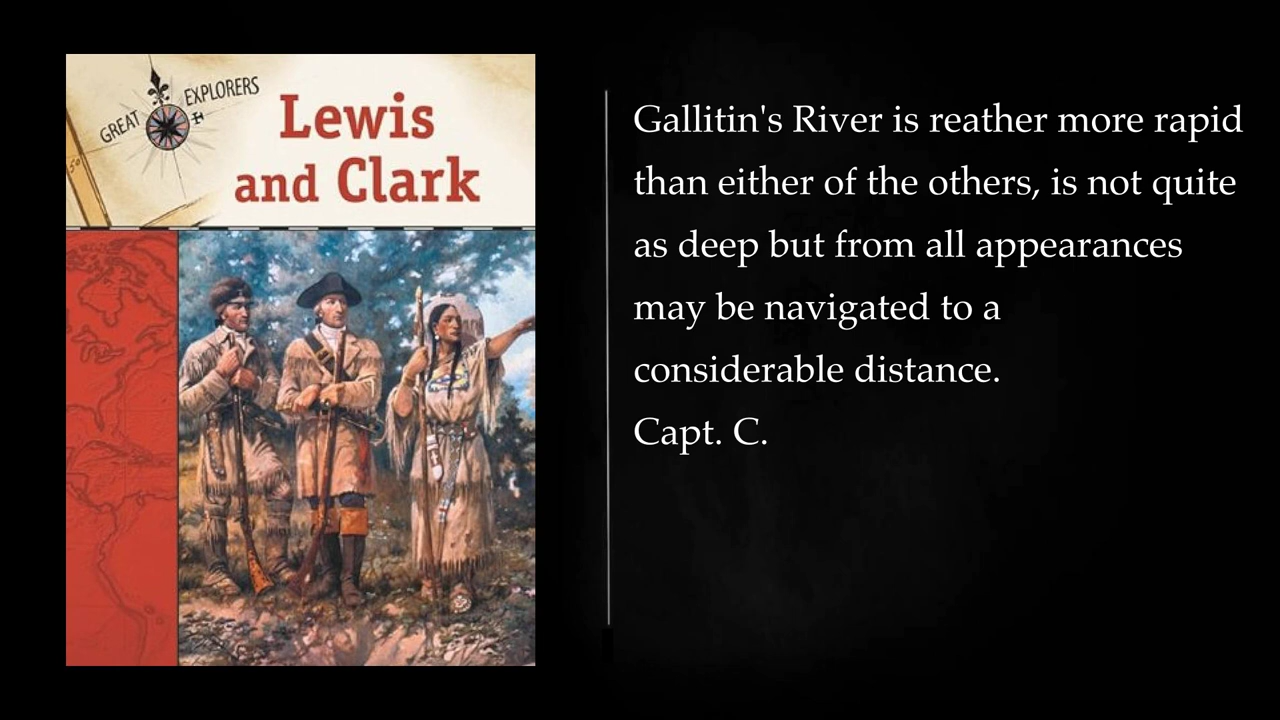 GREAT EXPLORERS
Lewis
and Clark
50
Gallitin's River is reather more rapid
than either of the others, is not quite
as deep but from all appearances
may be navigated to a
considerable distance.
Capt. C.